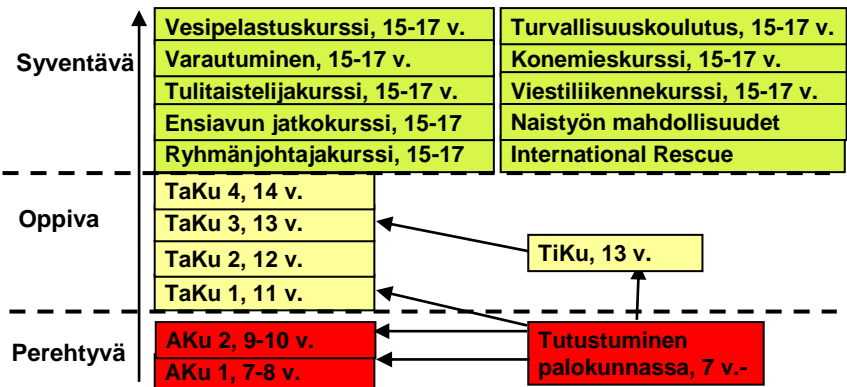 Syventävä
Vesipelastuskurssi, 15-17 v.
Varautuminen, 15-17 v.
Tulitaistelijakurssi, 15-17 v.
Ensiavun jatkokurssi, 15-17
Ryhmänjohtajakurssi, 15-17
Turvallisuuskoulutus, 15-17 v.
Konemieskurssi, 15-17 v.
Viestiliikennekurssi, 15-17 v.
Naistyön mahdollisuudet
International Rescue
Oppiva
TaKu 4, 14 v.
TaKu 3, 13 v.
TaKu 2, 12 v.
TaKu 1, 11 v.
TiKu, 13 v.
Perehtyvä
AKu 2, 9-10 v.
AKu 1, 7-8 v.
Tutustuminen
palokunnassa, 7 v.-